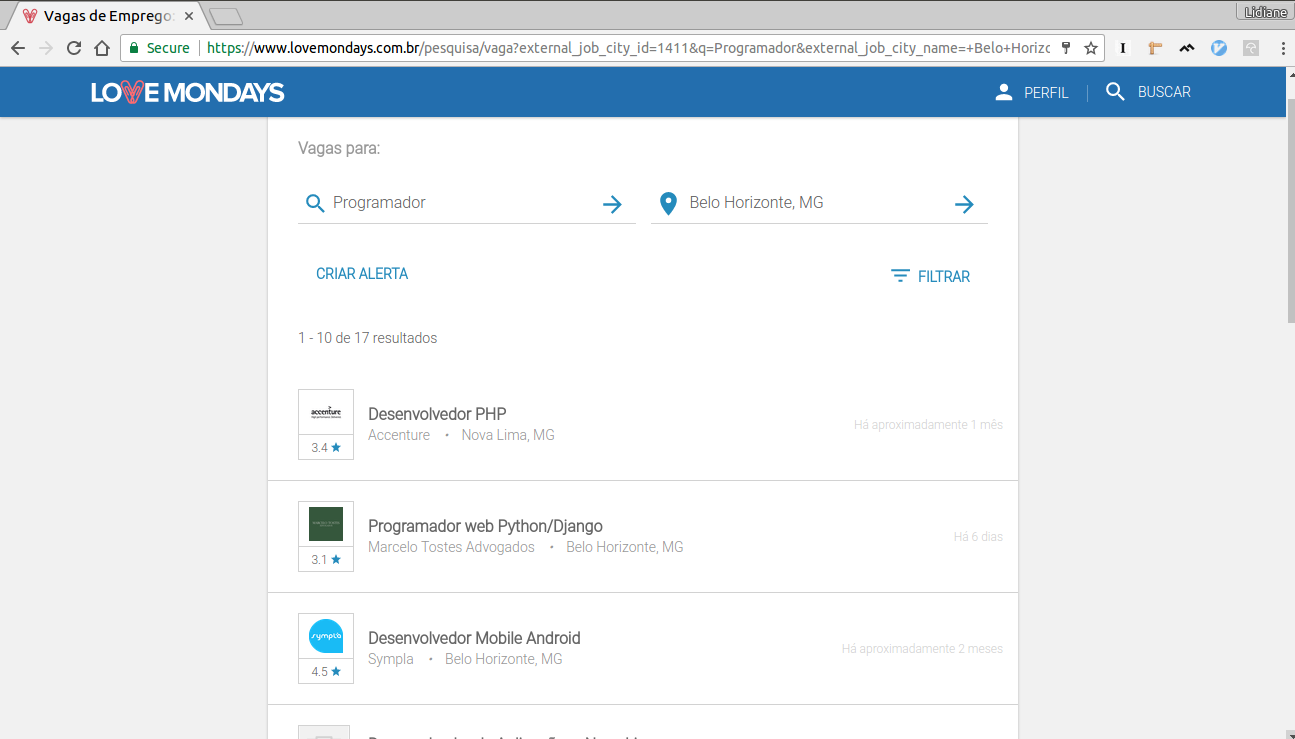 Vagas de Emprego
Lidiane
Secure
https://www.lovemondays.com.br/pesquisa/vaga?external_job_city_id=1411&q=Programador&external_job_city_name=+Belo+Horizo
LOVE MONDAYS
PERFIL
BUSCAR
Vagas para:
Programador
Belo Horizonte, MG
CRIAR ALERTA
FILTRAR
1 - 10 de 17 resultados
accenture
3.4
Desenvolvedor PHP
Accenture • Nova Lima, MG
Há aproximadamente 1 mês
3.1
Programador web Python/Django
Marcelo Tostes Advogados • Belo Horizonte, MG
Há 6 dias
sympla
4.5
Desenvolvedor Mobile Android
Sympla • Belo Horizonte, MG
Há aproximadamente 2 meses